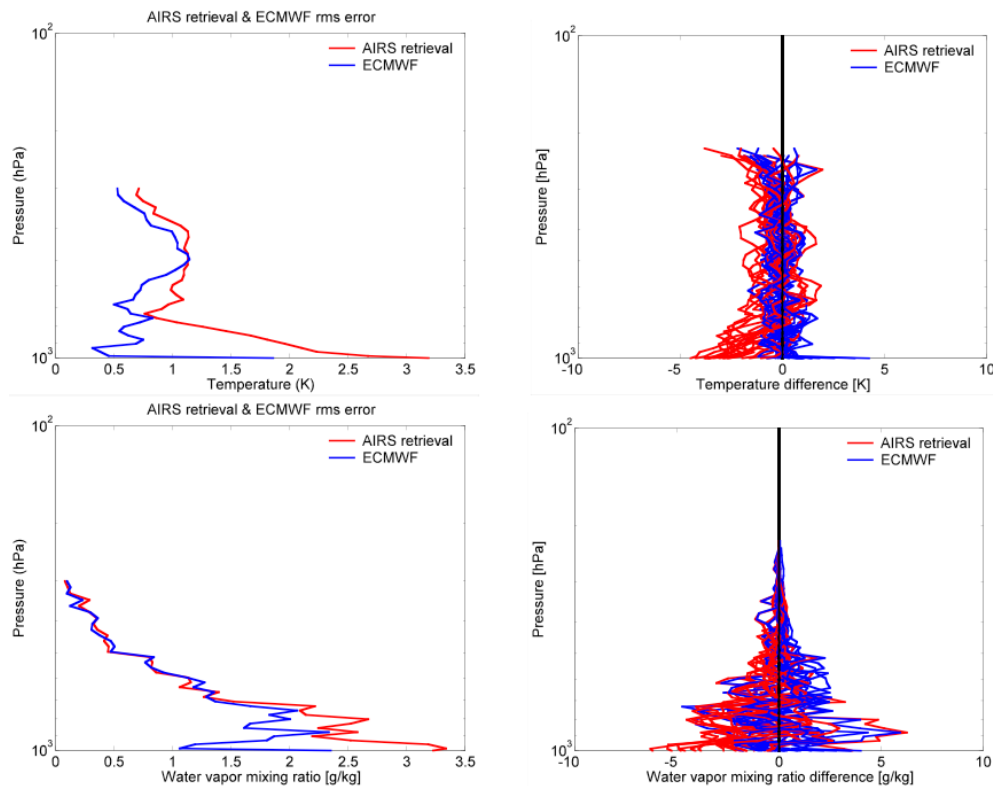 AIRS retrieval & ECMWF rms error
10²
AIRS retrieval
ECMWF
Pressure (hPa)
10³
0 0.5 1 1.5 2 2.5 3 3.5
Temperature (K)
10²
AIRS retrieval
ECMWF
Pressure [hPa]
10³
-10 -5 0 5 10
Temperature difference [K]
AIRS retrieval & ECMWF rms error
10²
AIRS retrieval
ECMWF
Pressure (hPa)
10³
0 0.5 1 1.5 2 2.5 3 3.5
Water vapor mixing ratio [g/kg]
10²
AIRS retrieval
ECMWF
Pressure [hPa]
10³
-10 -5 0 5 10
Water vapor mixing ratio difference [g/kg]